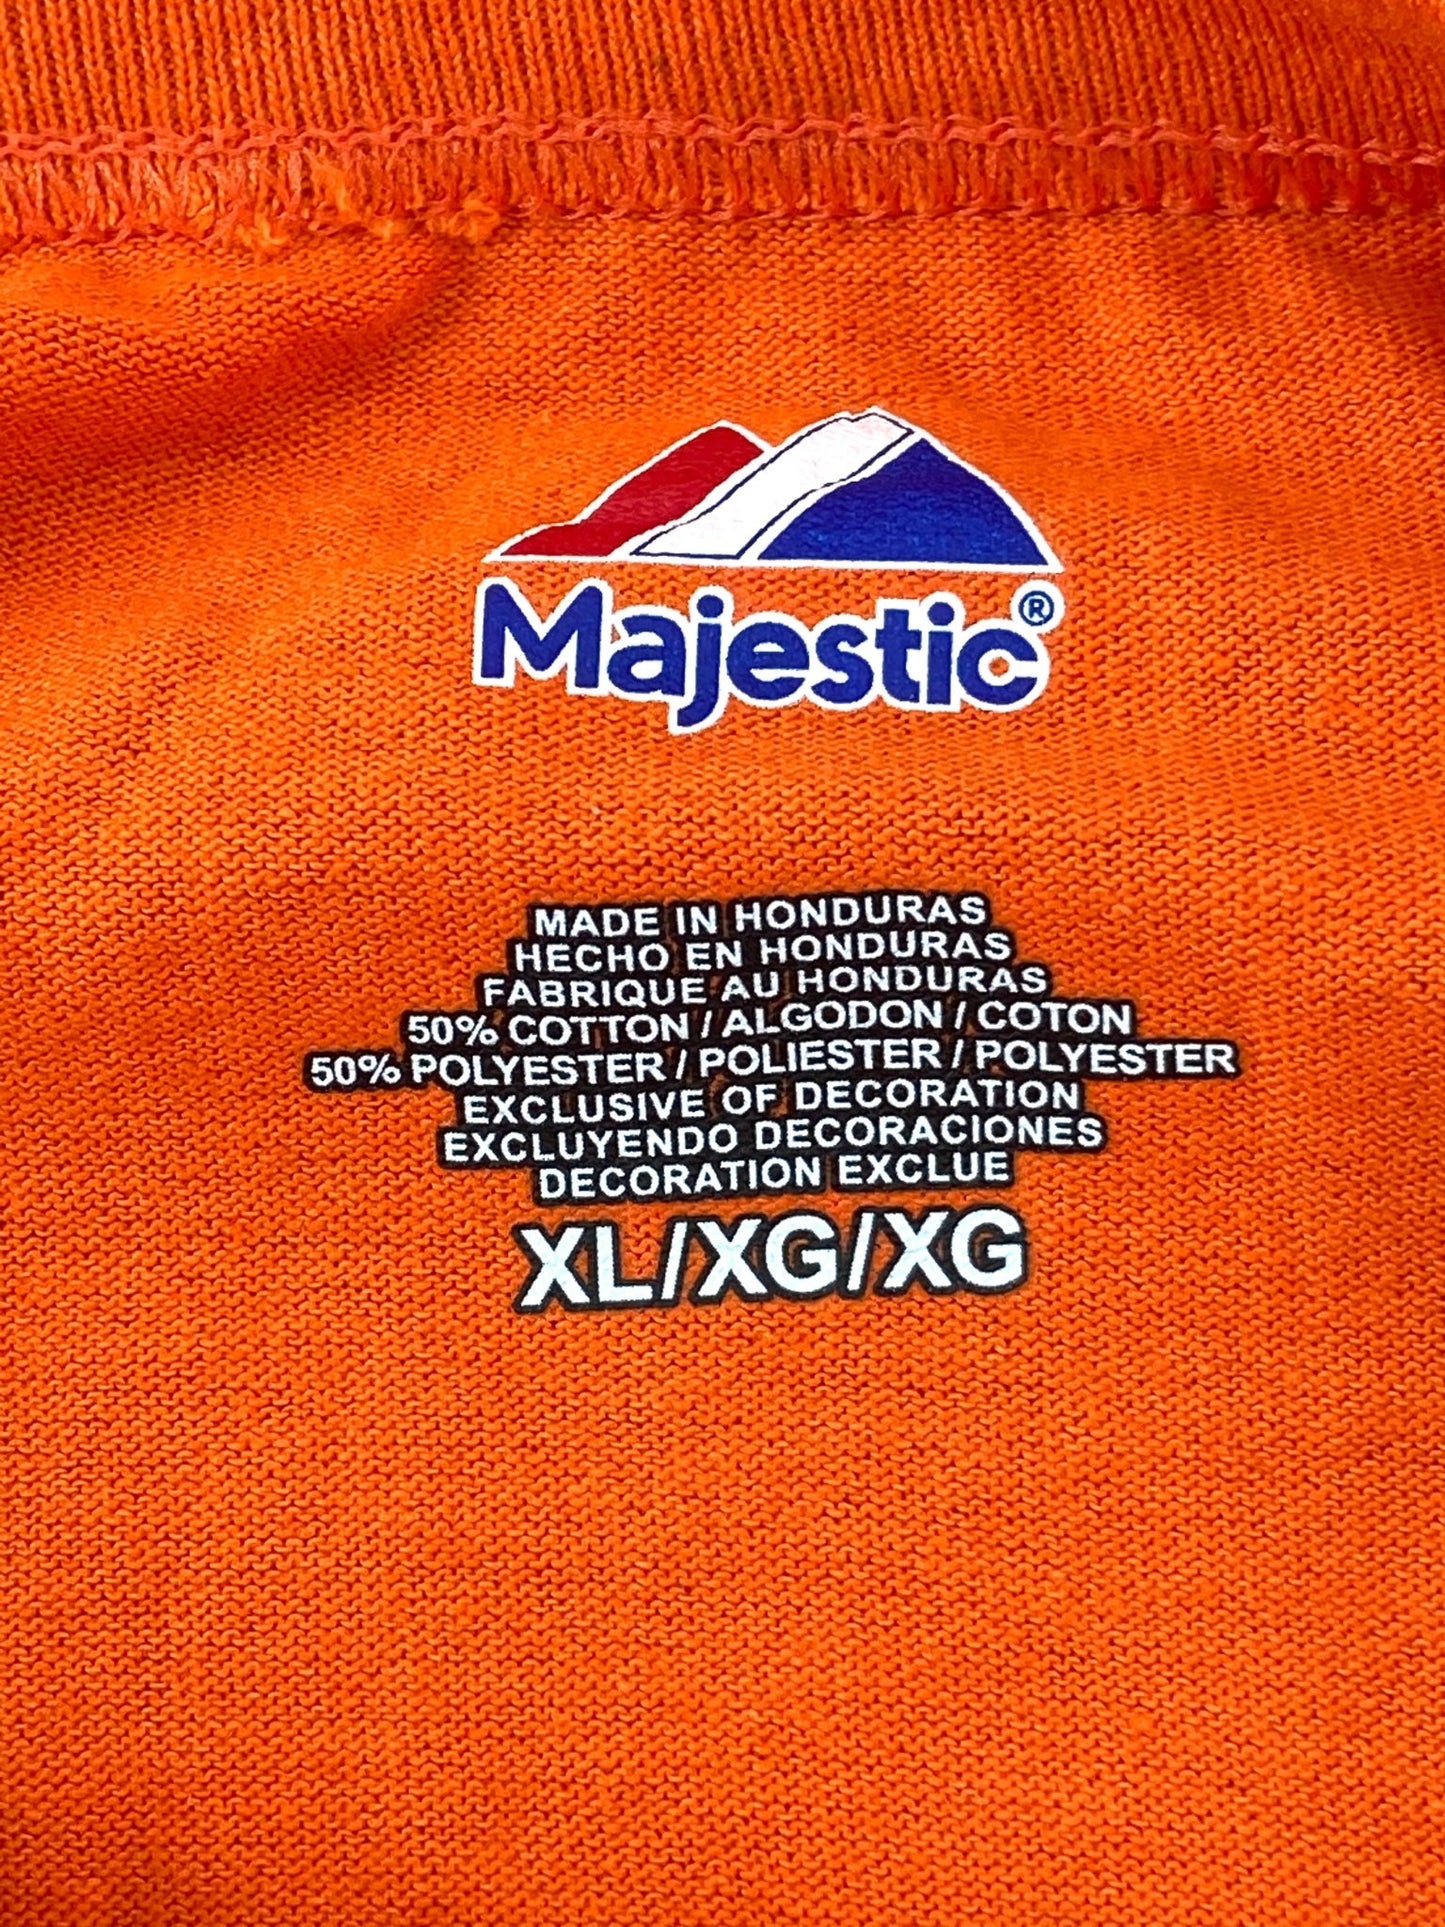 Majestic®
MADE IN HONDURAS
HECHO EN HONDURAS
FABRIQUE AU HONDURAS
50% COTTON / ALGODON / COTON
50% POLYESTER / POLIESTER / POLYESTER
EXCLUSIVE OF DECORATION
EXCLUYENDO DECORACIONES
DECORATION EXCLUE
XL/XG/XG